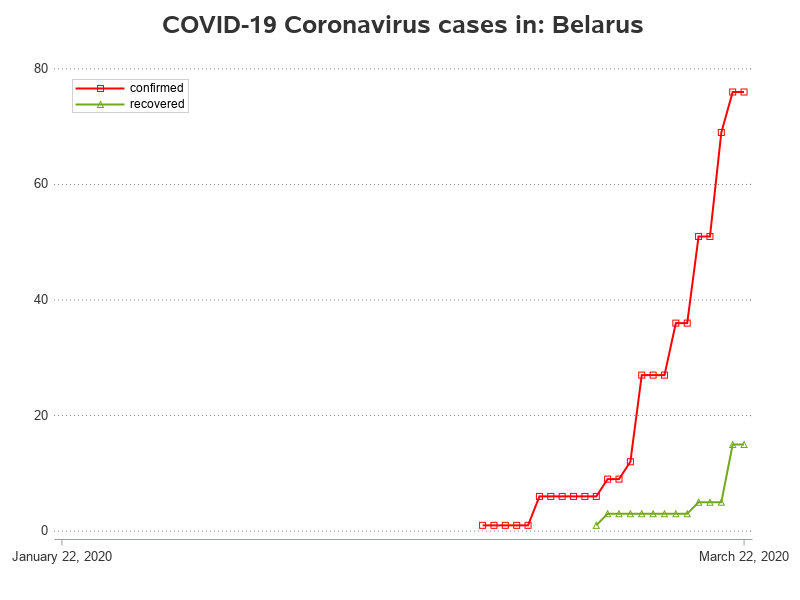 COVID-19 Coronavirus cases in: Belarus
80
confirmed
recovered
60
40
20
0
January 22, 2020
March 22, 2020